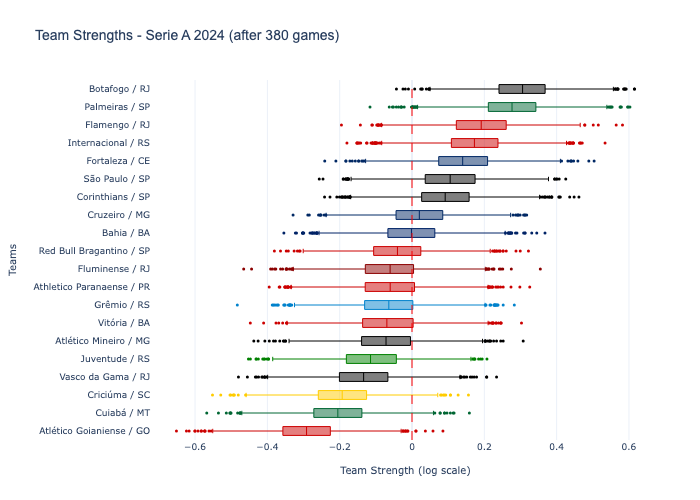 Team Strengths - Serie A 2024 (after 380 games)
Botafogo / RJ
Palmeiras / SP
Flamengo / RJ
Internacional / RS
Fortaleza / CE
São Paulo / SP
Corinthians / SP
Cruzeiro / MG
Bahia / BA
Red Bull Bragantino / SP
Fluminense / RJ
Athletico Paranaense / PR
Grêmio / RS
Vitória / BA
Atlético Mineiro / MG
Juventude / RS
Vasco da Gama / RJ
Criciúma / SC
Cuiabá / MT
Atlético Goianiense / GO
Teams
−0.6 −0.4 −0.2 0 0.2 0.4 0.6
Team Strength (log scale)